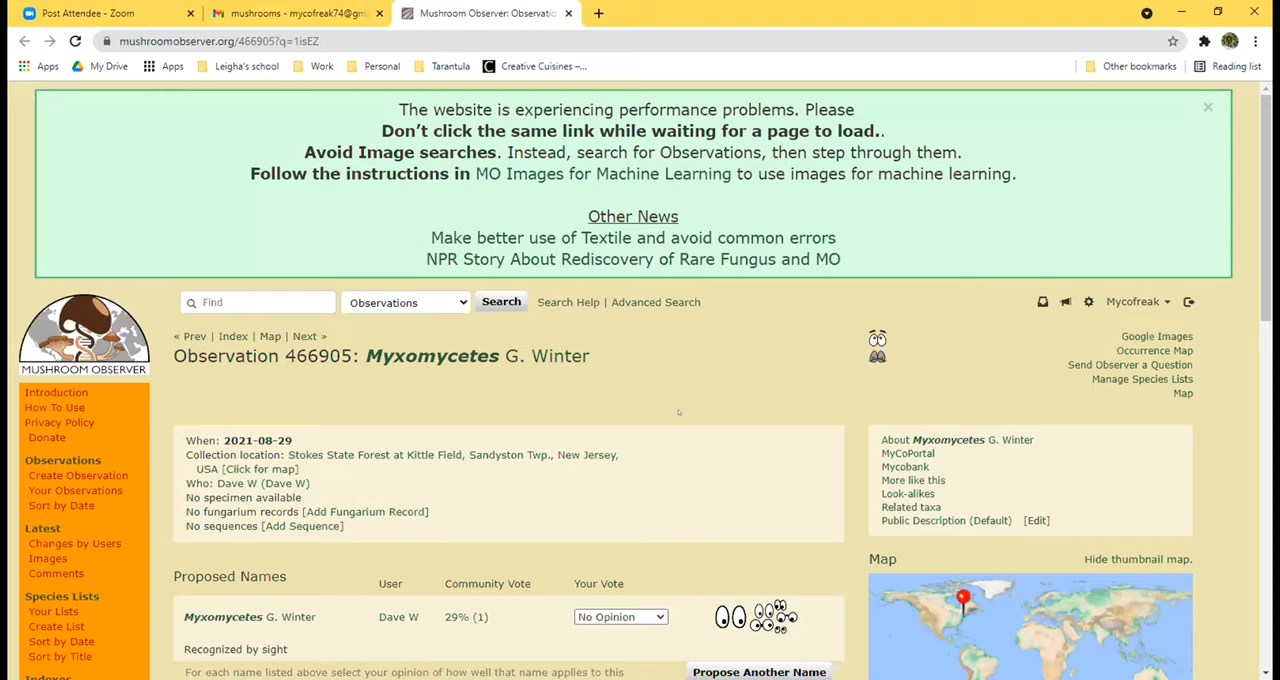 Post Attendee - Zoom
mushrooms - mycofreak74@gm
Mushroom Observer: Observatio
mushroomobserver.org/466905?q=1isEZ
Apps
My Drive
Apps
Leigha's school
Work
Personal
Tarantula
Creative Cuisines –...
Other bookmarks
Reading list
The website is experiencing performance problems. Please
Don't click the same link while waiting for a page to load..
Avoid Image searches. Instead, search for Observations, then step through them.
Follow the instructions in MO Images for Machine Learning to use images for machine learning.
Other News
Make better use of Textile and avoid common errors
NPR Story About Rediscovery of Rare Fungus and MO
MUSHROOM OBSERVER
Find
Observations
Search
Search Help | Advanced Search
Mycofreak
« Prev | Index | Map | Next »
Observation 466905: Myxomycetes G. Winter
Google Images
Occurrence Map
Send Observer a Question
Manage Species Lists
Map
Introduction
How To Use
Privacy Policy
Donate
Observations
Create Observation
Your Observations
Sort by Date
Latest
Changes by Users
Images
Comments
Species Lists
Your Lists
Create List
Sort by Date
Sort by Title
Indexes
When: 2021-08-29
Collection location: Stokes State Forest at Kittle Field, Sandyston Twp., New Jersey,
USA [Click for map]
Who: Dave W (Dave W)
No specimen available
No fungarium records [Add Fungarium Record]
No sequences [Add Sequence]
About Myxomycetes G. Winter
MyCoPortal
Mycobank
More like this
Look-alikes
Related taxa
Public Description (Default) [Edit]
Proposed Names
User
Community Vote
Your Vote
Myxomycetes G. Winter
Dave W
29% (1)
No Opinion
Recognized by sight
For each name listed above select your opinion of how well that name applies to this
Propose Another Name
Map
Hide thumbnail map.